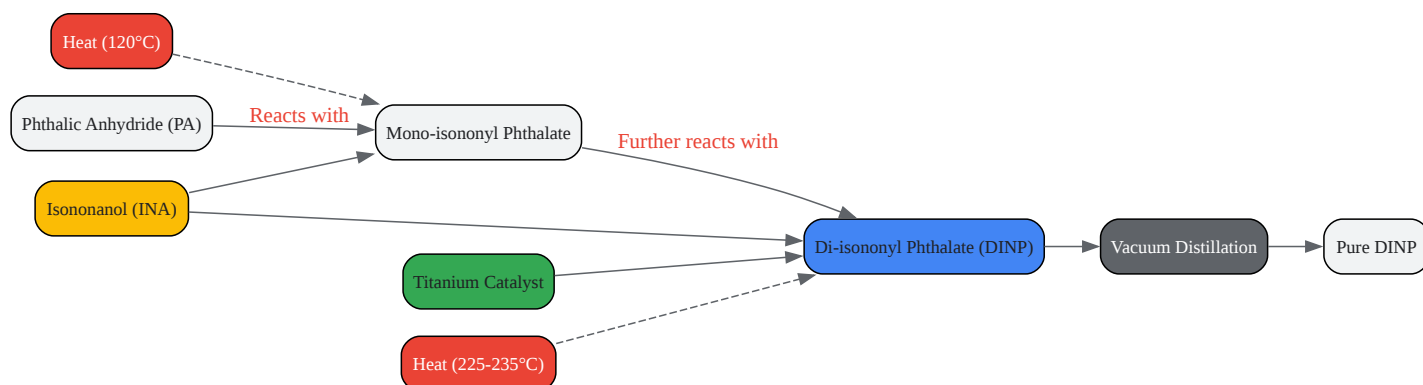 Heat (120°C)
Phthalic Anhydride (PA)
Reacts with
Mono-isononyl Phthalate
Further reacts with
Isononanol (INA)
Di-isononyl Phthalate (DINP)
Vacuum Distillation
Pure DINP
Titanium Catalyst
Heat (225-235°C)